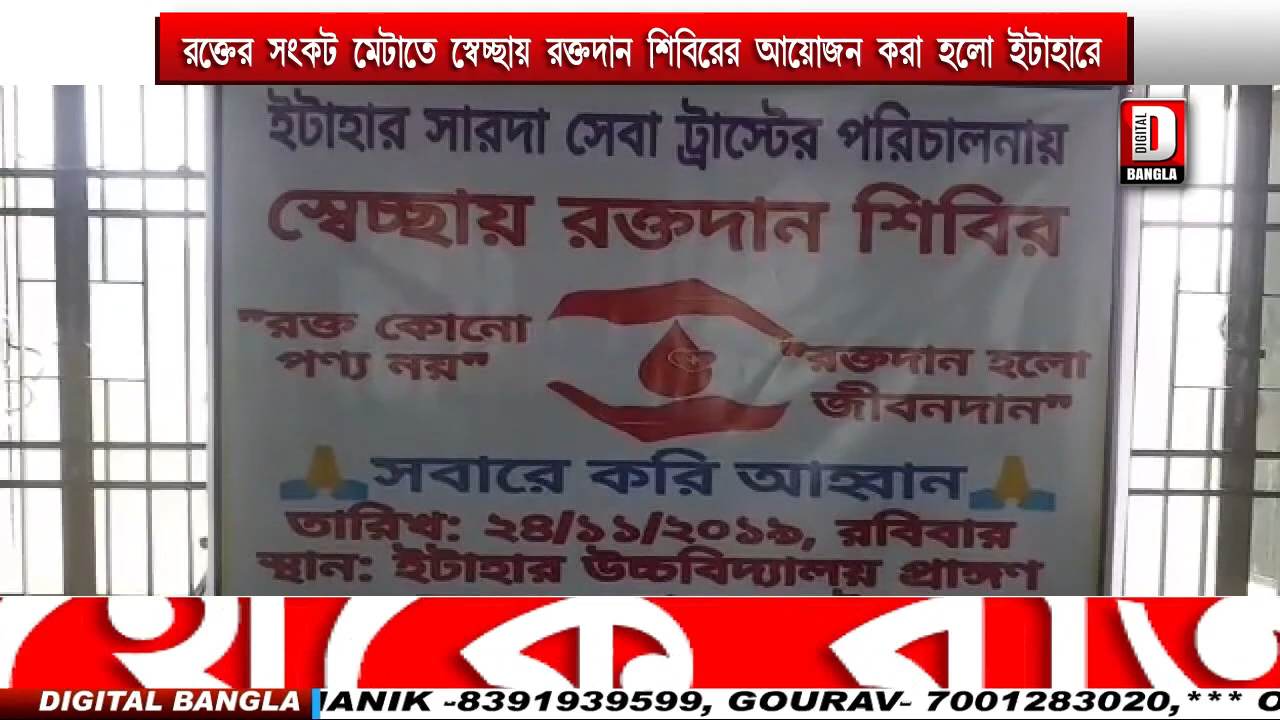 রক্তের সংকট মেটাতে স্বেচ্ছায় রক্তদান শিবিরের আয়োজন করা হলো ইটাহারে
DIGITAL
BANGLA
ইটাহার সারদা সেবা ট্রাস্টের পরিচালনায়
স্বেচ্ছায় রক্তদান শিবির
"রক্ত কোনো
পণ্য নয়"
"রক্তদান হলো
জীবনদান"
সবারে করি আহ্বান
তারিখ: ২৪/১১/২০১৯, রবিবার
স্থান: ইটাহার উচ্চবিদ্যালয় প্রাঙ্গণ
থেকে
DIGITAL BANGLA
ANIK -8391939599, GOURAV- 7001283020,***